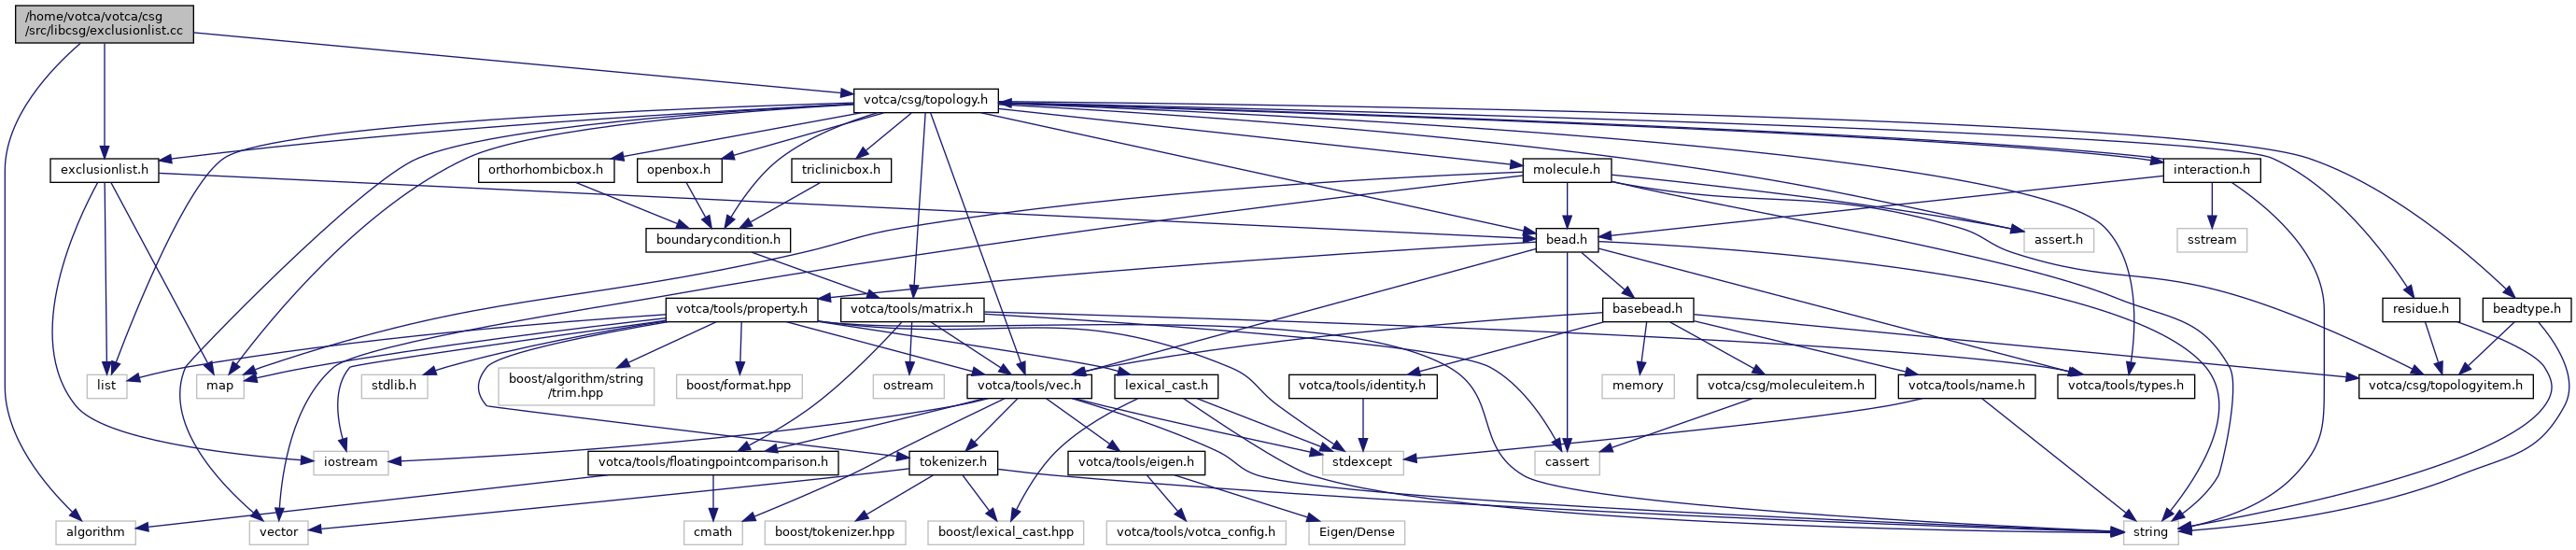 /home/votca/votca/csg
/src/libcsg/exclusionlist.cc
votca/csg/topology.h
exclusionlist.h
orthorhombicbox.h
openbox.h
triclinicbox.h
molecule.h
interaction.h
boundarycondition.h
bead.h
assert.h
sstream
votca/tools/property.h
votca/tools/matrix.h
basebead.h
residue.h
beadtype.h
list
map
stdlib.h
boost/algorithm/string
/trim.hpp
boost/format.hpp
ostream
votca/tools/vec.h
lexical_cast.h
votca/tools/identity.h
memory
votca/csg/moleculeitem.h
votca/tools/name.h
votca/tools/types.h
votca/csg/topologyitem.h
iostream
votca/tools/floatingpointcomparison.h
tokenizer.h
votca/tools/eigen.h
stdexcept
cassert
algorithm
vector
cmath
boost/tokenizer.hpp
boost/lexical_cast.hpp
votca/tools/votca_config.h
Eigen/Dense
string